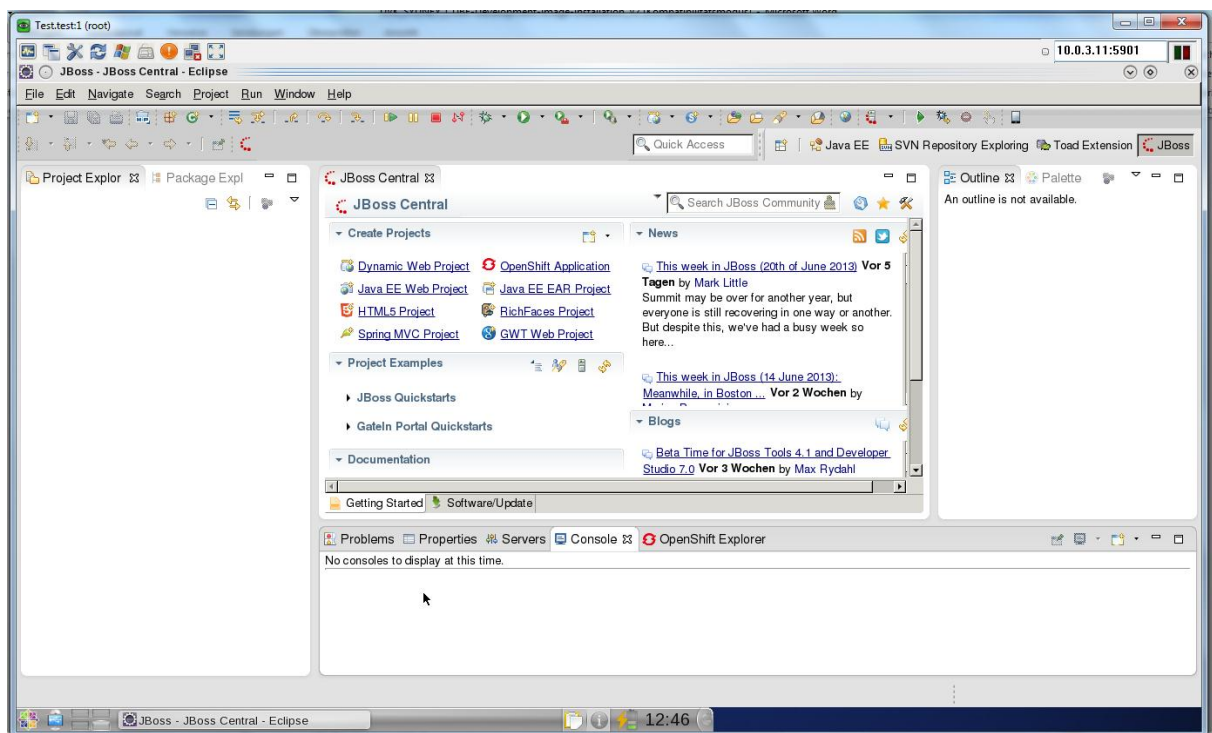 Test.test:1 (root)
10.0.3.11:5901
JBoss - JBoss Central - Eclipse
File Edit Navigate Search Project Run Window Help
Quick Access Java EE SVN Repository Exploring Toad Extension JBoss
Project Explor Package Expl
JBoss Central
Outline Palette
An outline is not available.
JBoss Central
Search JBoss Community
Create Projects
Dynamic Web Project OpenShift Application
Java EE Web Project Java EE EAR Project
HTML5 Project RichFaces Project
Spring MVC Project GWT Web Project
Project Examples
JBoss Quickstarts
GateIn Portal Quickstarts
Documentation
News
This week in JBoss (20th of June 2013) Vor 5
Tagen by Mark Little
Summit may be over for another year, but
everyone is still recovering in one way or another.
But despite this, we've had a busy week so
here...
This week in JBoss (14 June 2013):
Meanwhile, in Boston ... Vor 2 Wochen by
Blogs
Beta Time for JBoss Tools 4.1 and Developer
Studio 7.0 Vor 3 Wochen by Max Rydahl
Getting Started Software/Update
Problems Properties Servers Console OpenShift Explorer
No consoles to display at this time.
JBoss - JBoss Central - Eclipse
12:46